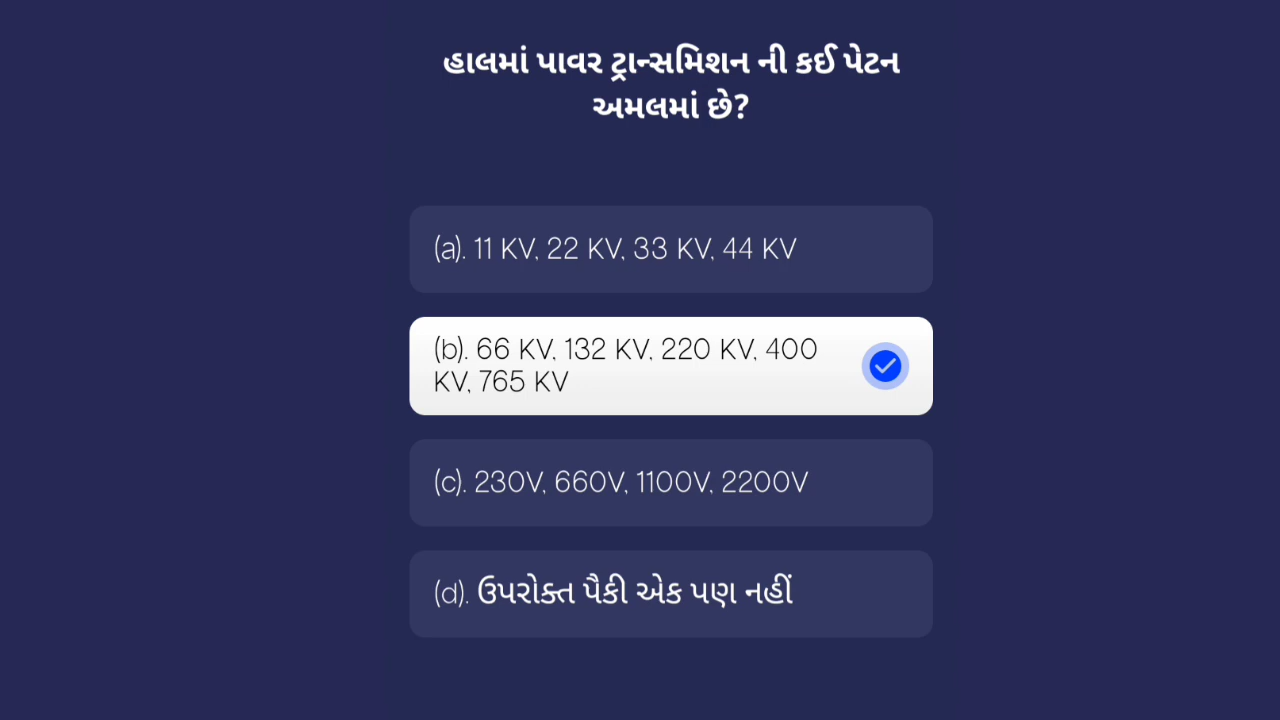 હાલમાં પાવર ટ્રાન્સમિશન ની કઈ પેટન
અમલમાં છે?
(a). 11 KV, 22 KV, 33 KV, 44 KV
(b). 66 KV, 132 KV, 220 KV, 400
KV, 765 KV
(c). 230V, 660V, 1100V, 2200V
(d). ઉપરોક્ત પૈકી એક પણ નહીં